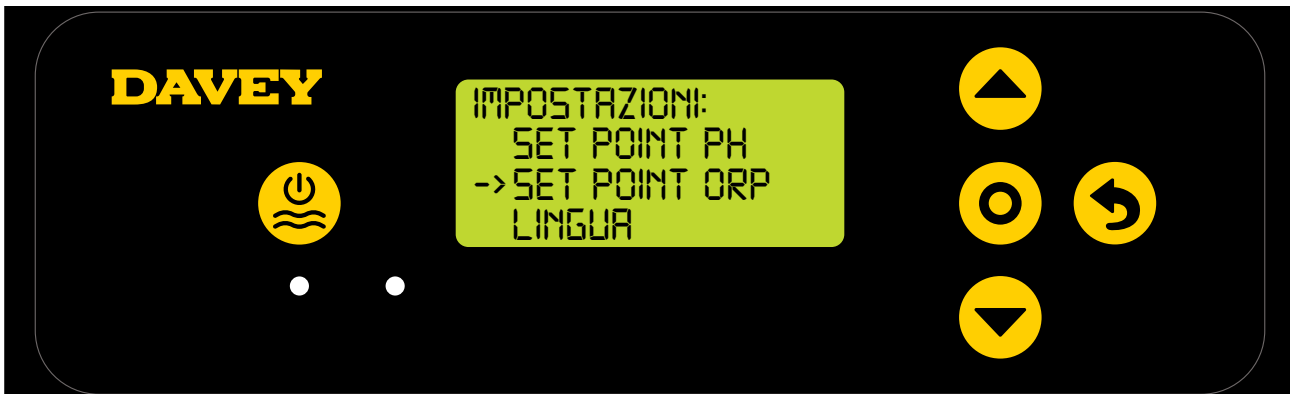 DAVEY
IMPOSTAZIONI:
SET POINT PH
->SET POINT ORP
LINGUA